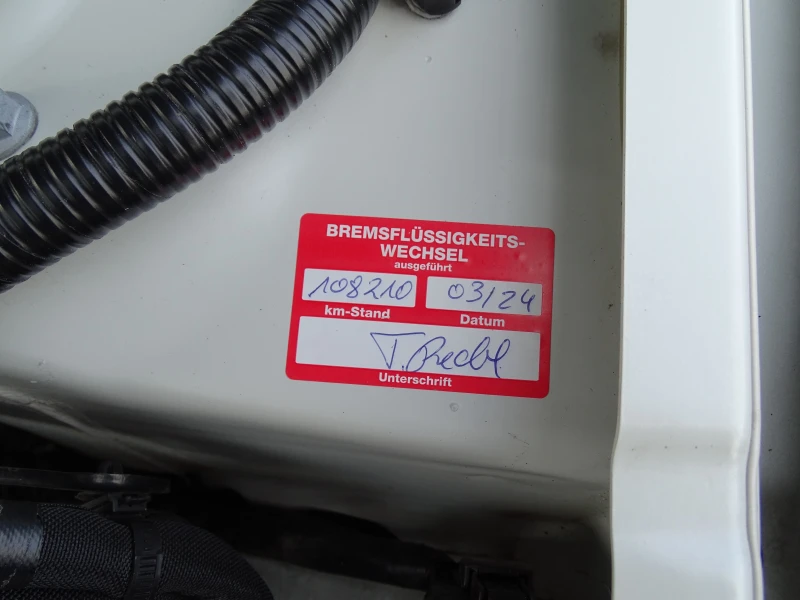 BREMSFLÜSSIGKEITS-
WECHSEL
ausgeführt
108210 03/24
km-Stand Datum
Unterschrift